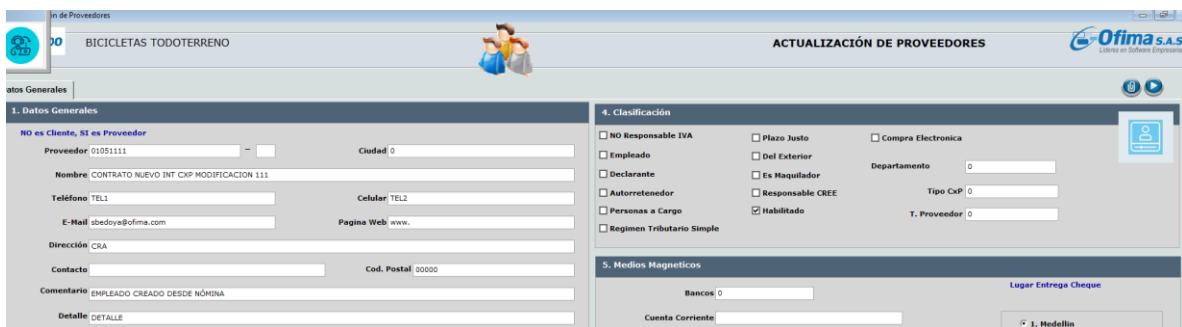 ón de Proveedores
BICICLETAS TODOTERRENO
ACTUALIZACIÓN DE PROVEEDORES
Ofima S.A.S
Líderes en Software Empresaria
atos Generales
1. Datos Generales
NO es Cliente, SI es Proveedor
Proveedor 01051111 - Ciudad 0
Nombre CONTRATO NUEVO INT CXP MODIFICACION 111
Teléfono TEL1 Celular TEL2
E-Mail sbedoya@ofima.com Pagina Web www.
Dirección CRA
Contacto Cod. Postal 00000
Comentario EMPLEADO CREADO DESDE NÓMINA
Detalle DETALLE
4. Clasificación
NO Responsable IVA Plazo Justo Compra Electronica
Empleado Del Exterior Departamento 0
Declarante Es Maquilador
Autorretenedor Responsable CREE Tipo CxP 0
Personas a Cargo Habilitado T. Proveedor 0
Regimen Tributario Simple
5. Medios Magneticos
Lugar Entrega Cheque
Bancos 0
Cuenta Corriente
1. Medellin